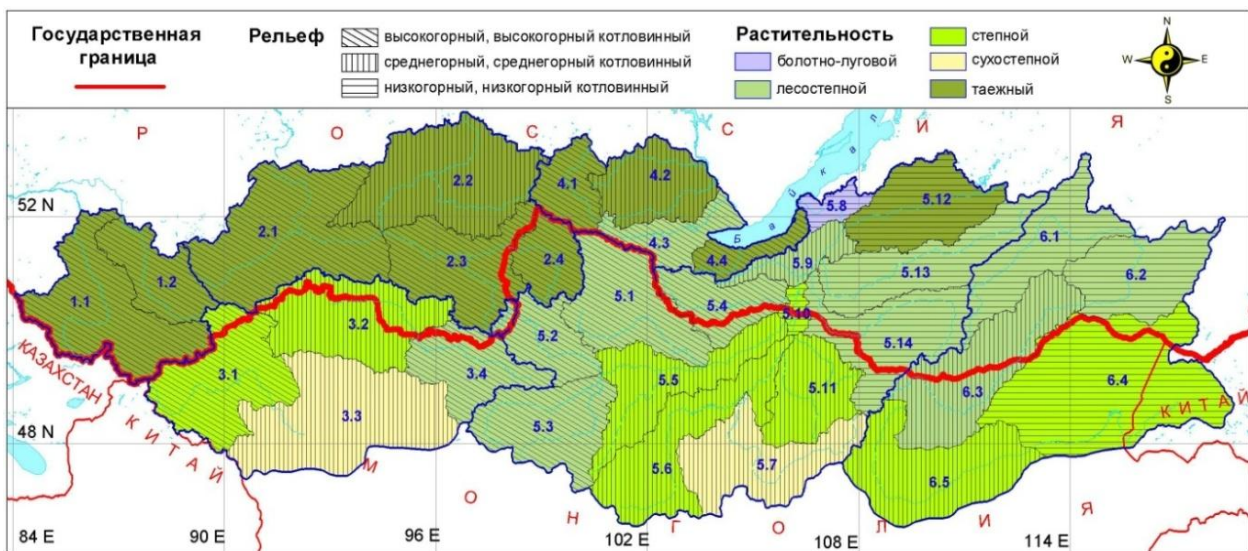 Государственная граница
Рельеф
высокогорный, высокогорный котловинный
среднегорный, среднегорный котловинный
низкогорный, низкогорный котловинный
Растительность
болотно-луговой
лесостепной
степной
сухостепной
таежный
N
W
E
S
Р О С С И Я
Байкал
52 N
48 N
1.1
1.2
2.1
2.2
2.3
2.4
3.1
3.2
3.3
3.4
4.1
4.2
4.3
4.4
5.1
5.2
5.3
5.4
5.5
5.6
5.7
5.8
5.9
5.10
5.11
5.12
5.13
5.14
6.1
6.2
6.3
6.4
6.5
КАЗАХСТАН
КИТАЙ
КИТАЙ
М О Н Г О Л И Я
84 E
90 E
96 E
102 E
108 E
114 E